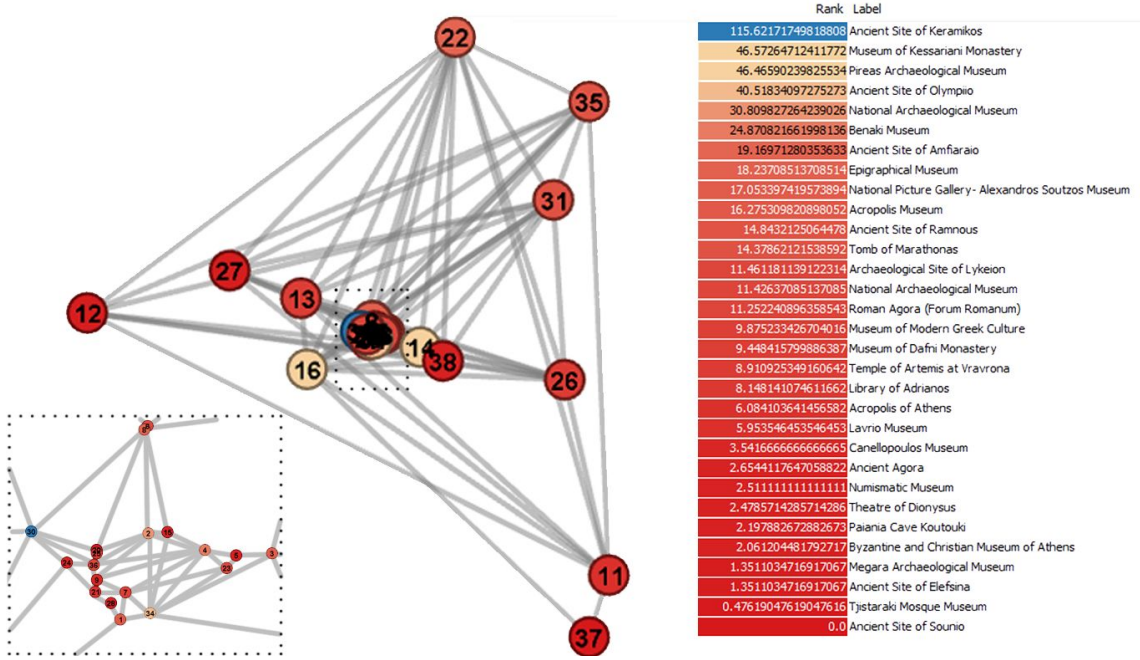 Rank Label
115.62171749818808 Ancient Site of Keramikos
46.57264712411772 Museum of Kessariani Monastery
46.46590239825534 Pireas Archaeological Museum
40.51834097275273 Ancient Site of Olympiio
30.809827264239026 National Archaeological Museum
24.870821661998136 Benaki Museum
19.16971280353633 Ancient Site of Amfiaraio
18.23708513708514 Epigraphical Museum
17.053397419573894 National Picture Gallery- Alexandros Soutzos Museum
16.275309820898052 Acropolis Museum
14.8432125064478 Ancient Site of Ramnous
14.37862121538592 Tomb of Marathonas
11.461181139122314 Archaeological Site of Lykeion
11.42637085137085 National Archaeological Museum
11.252240896358543 Roman Agora (Forum Romanum)
9.875233426704016 Museum of Modern Greek Culture
9.448415799886387 Museum of Dafni Monastery
8.910925349160642 Temple of Artemis at Vravrona
8.148141074611662 Library of Adrianos
6.084103641456582 Acropolis of Athens
5.953546453546453 Lavrio Museum
3.5416666666666665 Canellopoulos Museum
2.6544117647058822 Ancient Agora
2.511111111111111 Numismatic Museum
2.4785714285714286 Theatre of Dionysus
2.197882672882673 Paiania Cave Koutouki
2.061204481792717 Byzantine and Christian Museum of Athens
1.3511034716917067 Megara Archaeological Museum
1.3511034716917067 Ancient Site of Elefsina
0.47619047619047616 Tjistaraki Mosque Museum
0.0 Ancient Site of Sounio
22
35
31
27
13
12
14
38
16
26
11
37
30
2
4
3
24
36
23
9
21
7
34
1